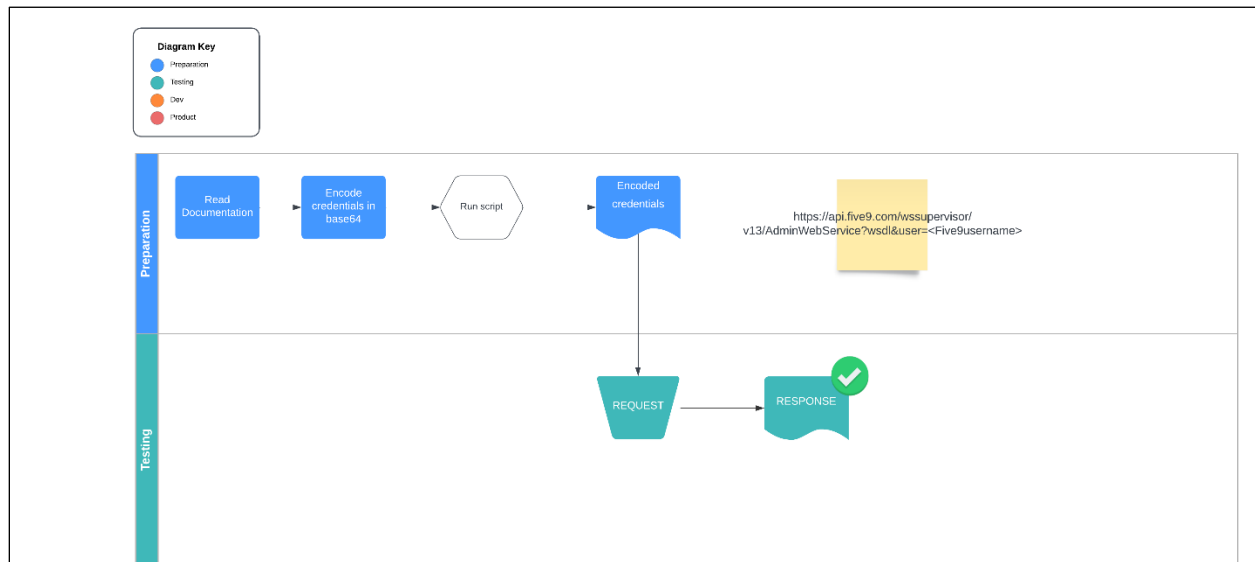 Diagram Key
Preparation
Testing
Dev
Product
Preparation
Read
Documentation
Encode
credentials in
base64
Run script
Encoded
credentials
https://api.five9.com/wssupervisor/
v13/AdminWebService?wsdl&user=<Five9username>
Testing
REQUEST
RESPONSE